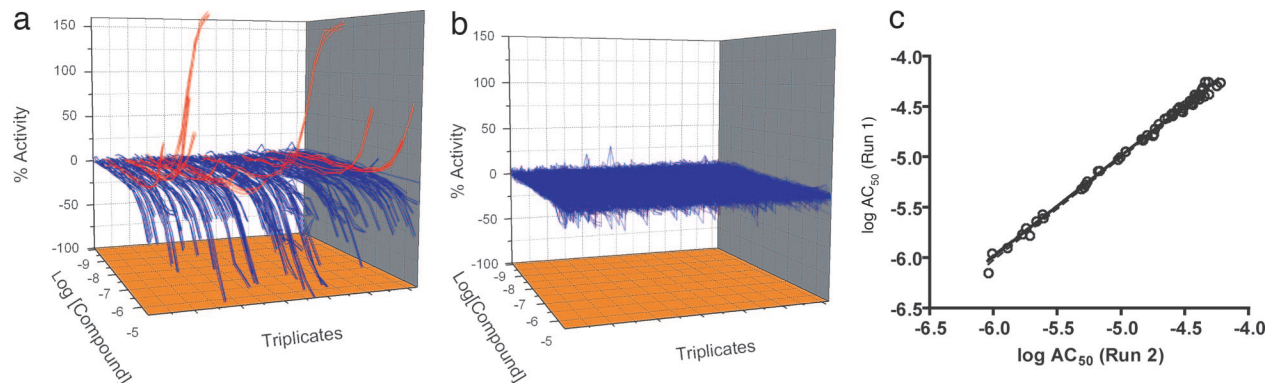 a
150
100
50
0
-50
-100
% Activity
-9
-8
-7
-6
-5
Log [Compound]
Triplicates
b
150
100
50
0
-50
-100
% Activity
-9
-8
-7
-6
-5
Log[Compound]
Triplicates
c
-4.0
-4.5
-5.0
-5.5
-6.0
-6.5
log AC50 (Run 1)
-6.5 -6.0 -5.5 -5.0 -4.5 -4.0
log AC50 (Run 2)